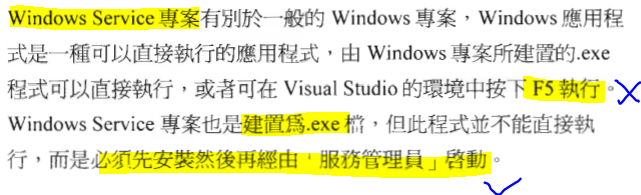 Windows Service 專案有別於一般的 Windows 專案，Windows 應用程
式是一種可以直接執行的應用程式，由 Windows 專案所建置的.exe
程式可以直接執行，或者可在 Visual Studio 的環境中按下 F5 執行。
Windows Service 專案也是建置為.exe 檔，但此程式並不能直接執
行，而是必須先安裝然後再經由「服務管理員」啟動。